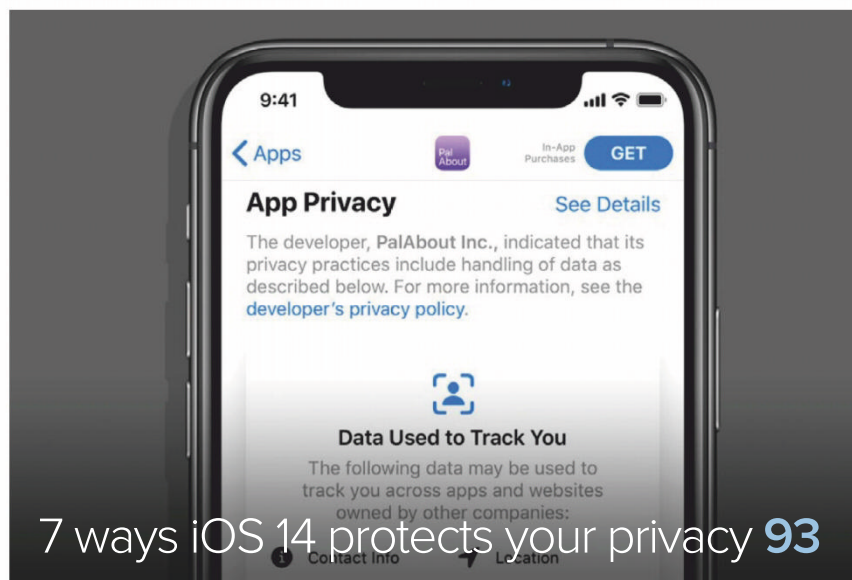 9:41
Apps
Pal
About
In-App
Purchases
GET
App Privacy
See Details
The developer, PalAbout Inc., indicated that its
privacy practices include handling of data as
described below. For more information, see the
developer's privacy policy.
Data Used to Track You
The following data may be used to
track you across apps and websites
owned by other companies:
7 ways iOS 14 protects your privacy 93
Contact Info
Location